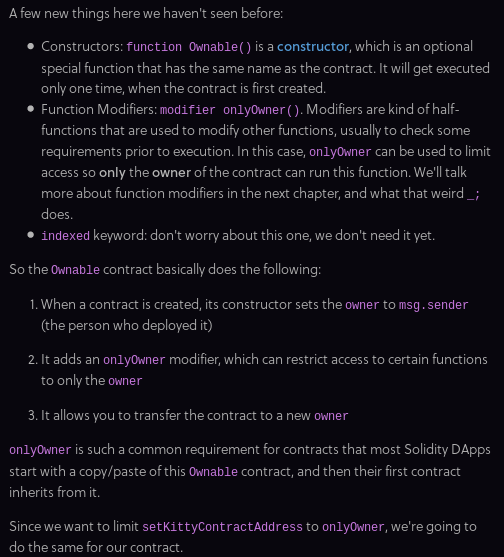 A few new things here we haven't seen before:
Constructors: function Ownable() is a constructor, which is an optional
special function that has the same name as the contract. It will get executed
only one time, when the contract is first created.
Function Modifiers: modifier onlyOwner(). Modifiers are kind of half-
functions that are used to modify other functions, usually to check some
requirements prior to execution. In this case, onlyOwner can be used to limit
access so only the owner of the contract can run this function. We'll talk
more about function modifiers in the next chapter, and what that weird _;
does.
indexed keyword: don't worry about this one, we don't need it yet.
So the Ownable contract basically does the following:
1. When a contract is created, its constructor sets the owner to msg.sender
(the person who deployed it)
2. It adds an onlyOwner modifier, which can restrict access to certain functions
to only the owner
3. It allows you to transfer the contract to a new owner
onlyOwner is such a common requirement for contracts that most Solidity DApps
start with a copy/paste of this Ownable contract, and then their first contract
inherits from it.
Since we want to limit setKittyContractAddress to onlyOwner, we're going to
do the same for our contract.